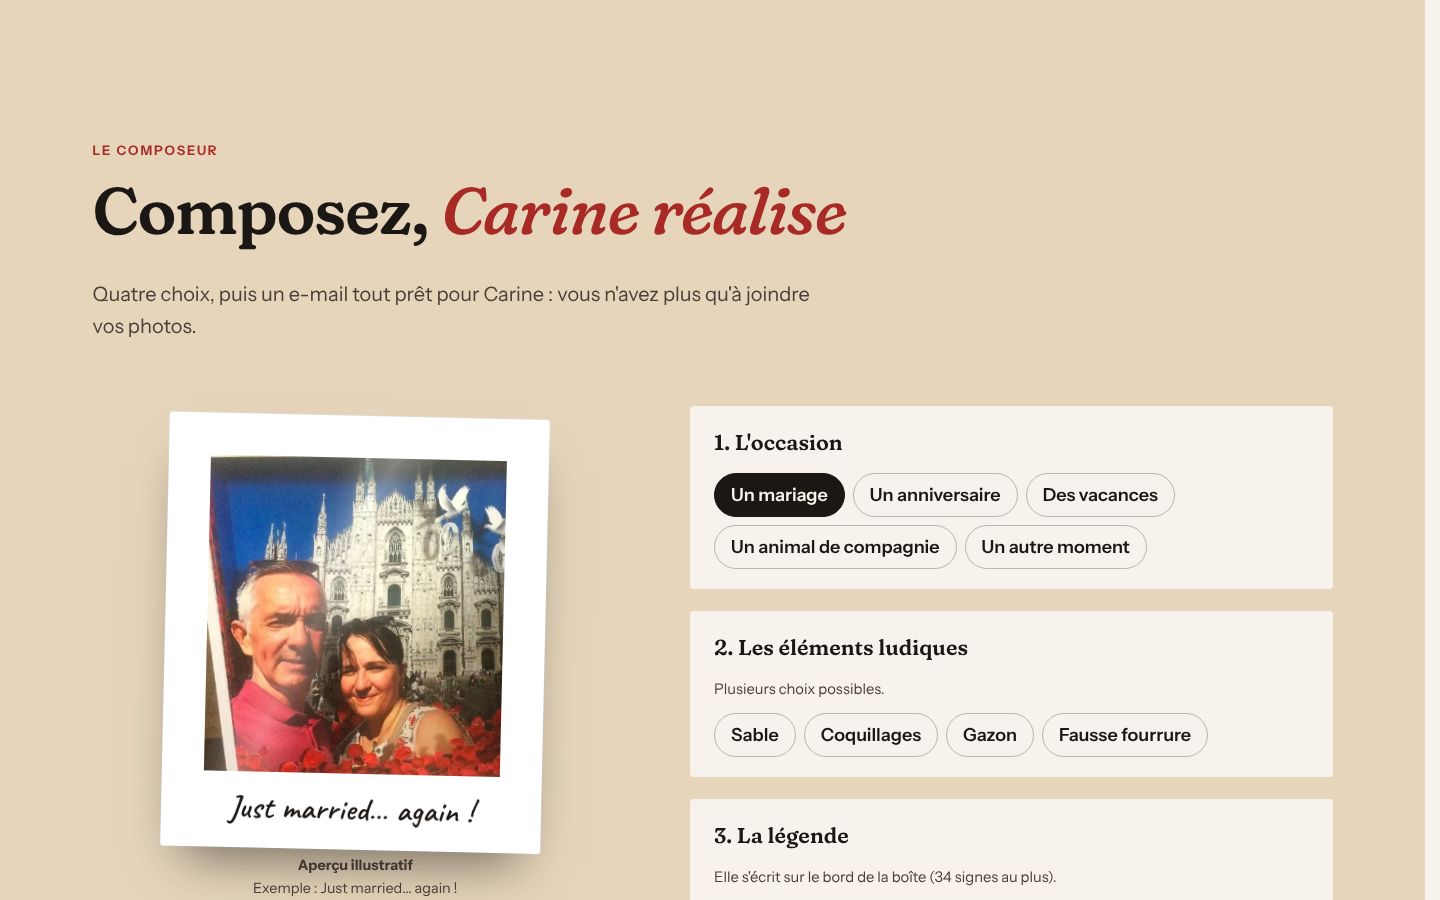 LE COMPOSEUR
Composez, Carine réalise
Quatre choix, puis un e-mail tout prêt pour Carine : vous n'avez plus qu'à joindre
vos photos.
Just married... again !
Aperçu illustratif
Exemple : Just married... again !
1. L'occasion
Un mariage
Un anniversaire
Des vacances
Un animal de compagnie
Un autre moment
2. Les éléments ludiques
Plusieurs choix possibles.
Sable
Coquillages
Gazon
Fausse fourrure
3. La légende
Elle s'écrit sur le bord de la boîte (34 signes au plus).